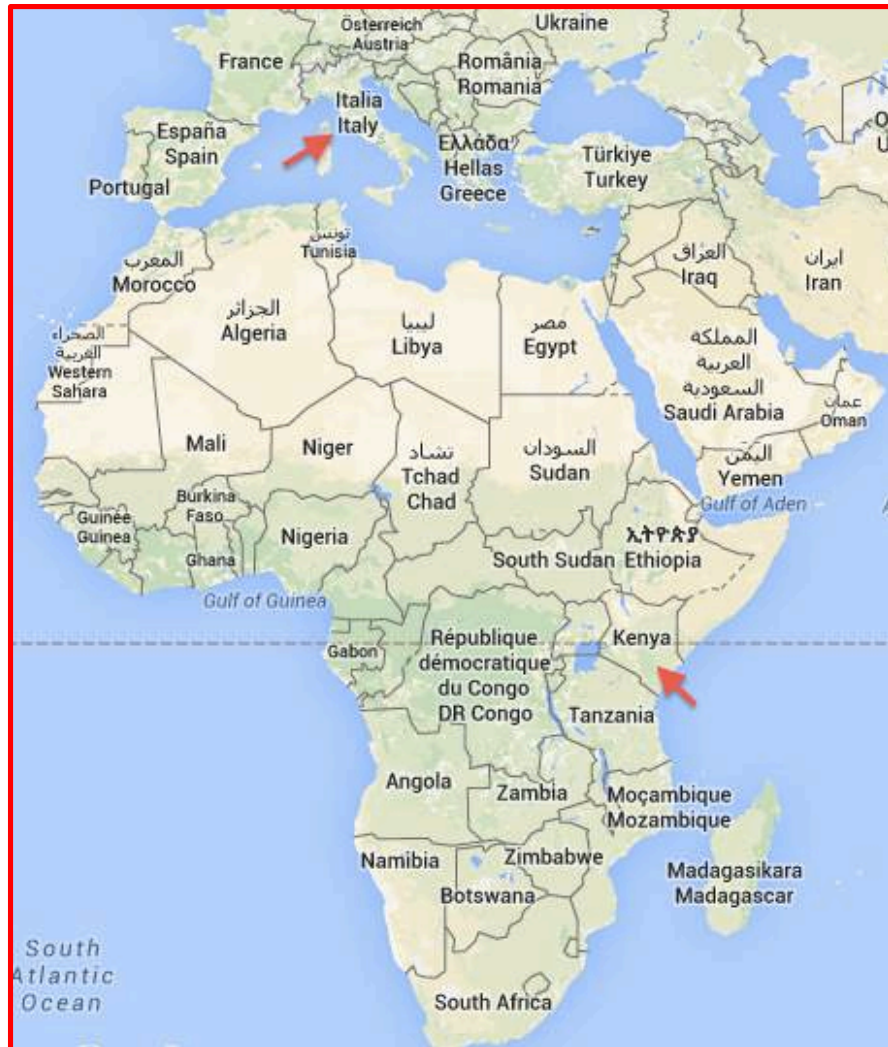 Österreich
Austria
Ukraine
France
România
Romania
Italia
Italy
España
Spain
Ελλάδα
Hellas
Greece
Türkiye
Turkey
Portugal
تونس
Tunisia
المغرب
Morocco
العراق
Iraq
ایران
Iran
الجزائر
Algeria
ليبيا
Libya
مصر
Egypt
المملكة
العربية
السعودية
Saudi Arabia
الصحراء
الغربية
Western
Sahara
عمان
Oman
Mali
Niger
تشاد
Tchad
Chad
السودان
Sudan
اليمن
Yemen
Gulf of Aden
Burkina
Faso
Guinée
Guinea
Nigeria
Ghana
South Sudan
ኢትዮጵያ
Ethiopia
Gulf of Guinea
Gabon
République
démocratique
du Congo
DR Congo
Kenya
Tanzania
Angola
Zambia
Moçambique
Mozambique
Namibia
Zimbabwe
Botswana
Madagasikara
Madagascar
South
Atlantic
Ocean
South Africa